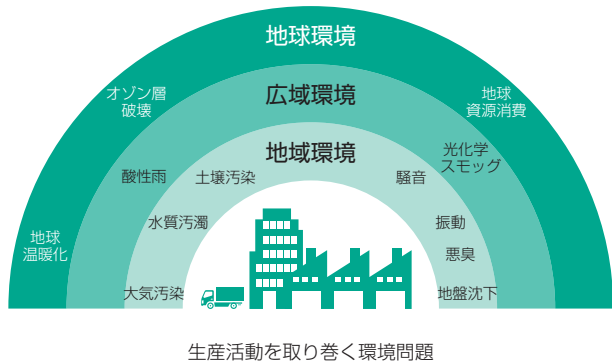 地球環境
オゾン層
破壊
地球
資源消費
地球
温暖化
広域環境
酸性雨
光化学
スモッグ
地域環境
土壌汚染
騒音
水質汚濁
振動
悪臭
大気汚染
地盤沈下
生産活動を取り巻く環境問題